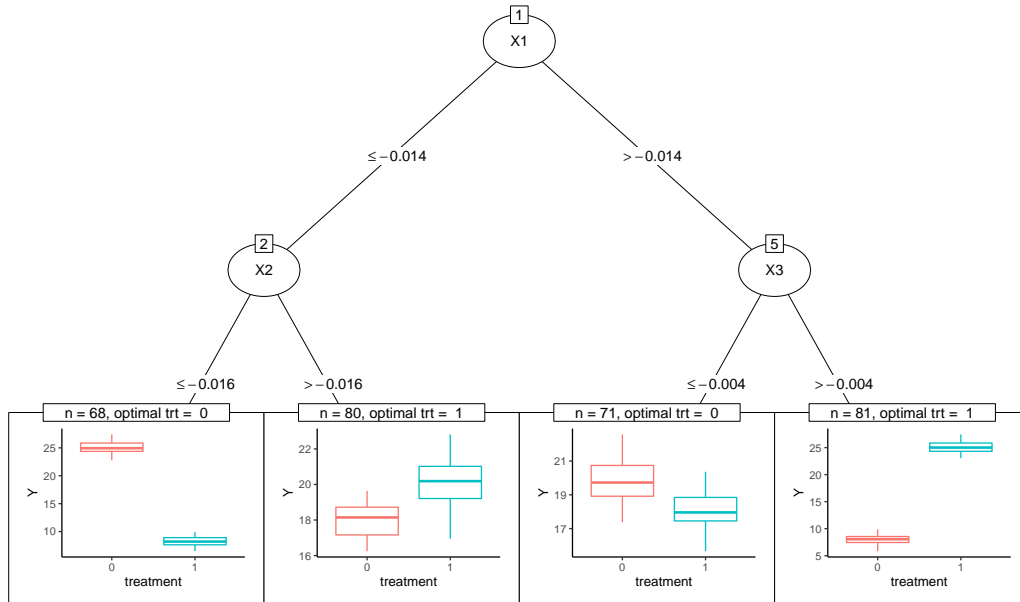 1
X1
≤−0.014
>−0.014
2
X2
5
X3
≤−0.016
>−0.016
≤−0.004
>−0.004
n = 68, optimal trt =  0
25
20
15
10
Y
0
1
treatment
n = 80, optimal trt =  1
22
20
18
16
Y
0
1
treatment
n = 71, optimal trt =  0
21
19
17
Y
0
1
treatment
n = 81, optimal trt =  1
25
20
15
10
5
Y
0
1
treatment